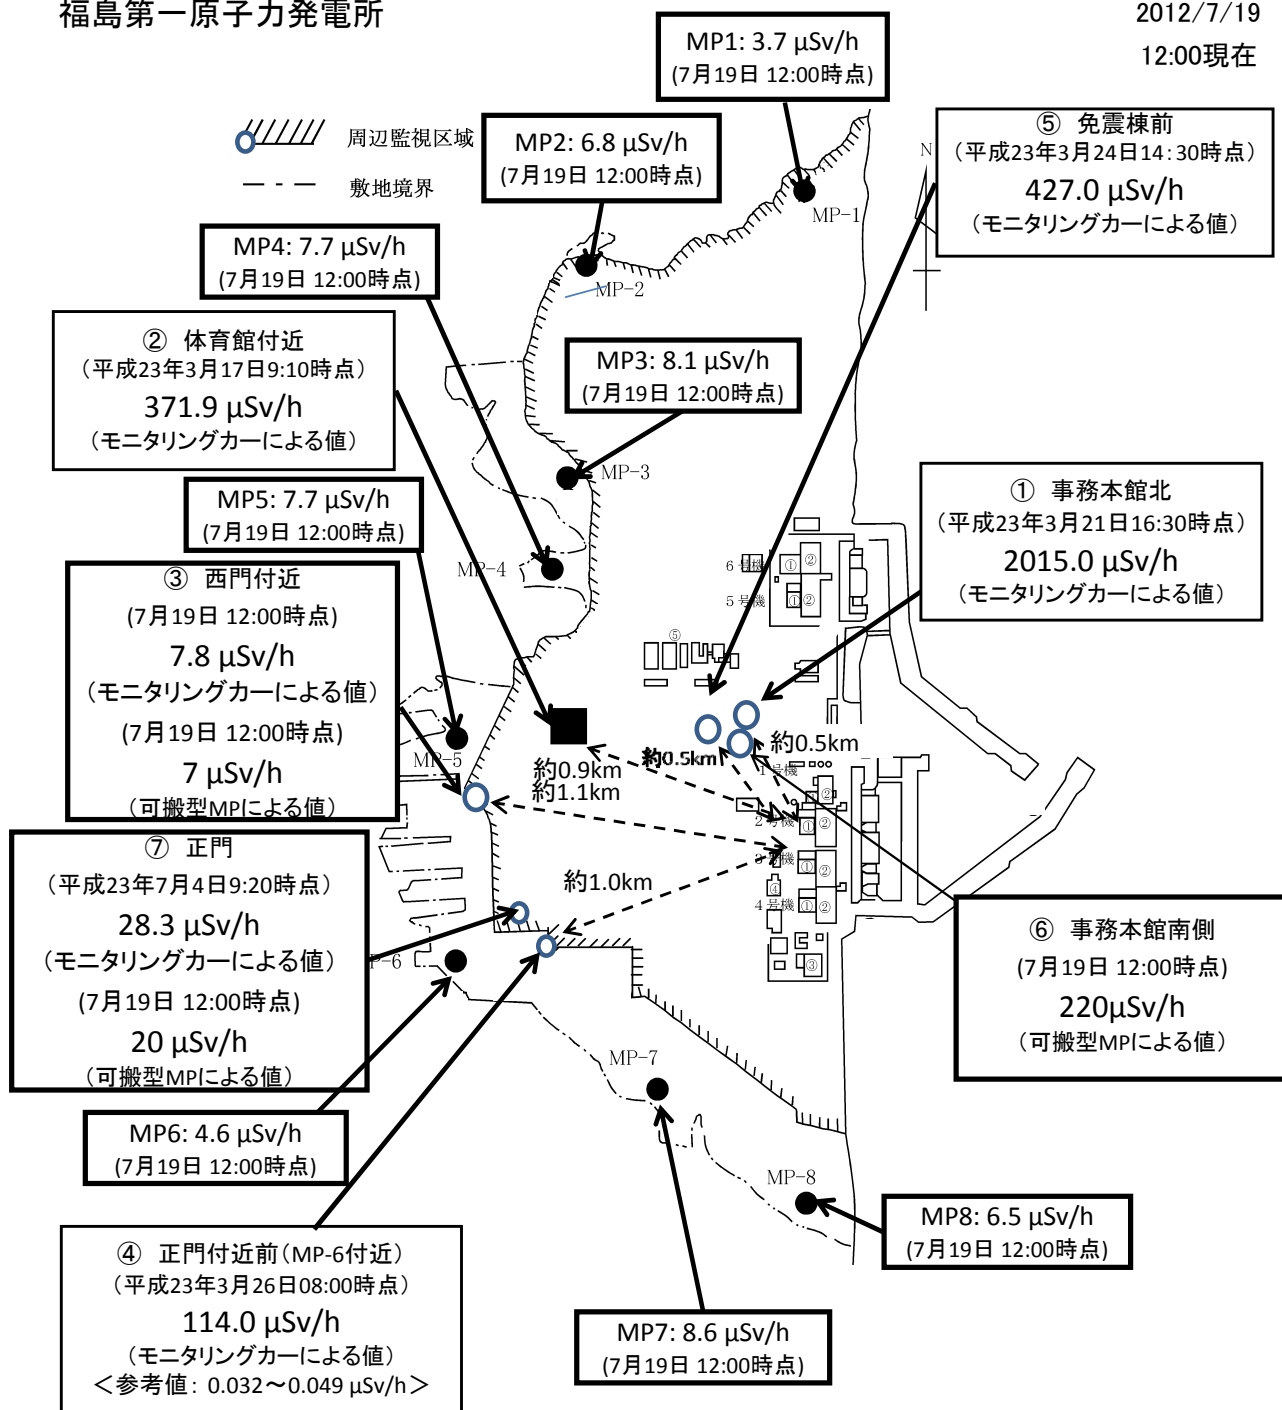 福島第一原子力発電所
2012/7/19
12:00現在
MP1: 3.7 μSv/h
(7月19日 12:00時点)
周辺監視区域
敷地境界
MP2: 6.8 μSv/h
(7月19日 12:00時点)
⑤ 免震棟前
(平成23年3月24日14:30時点)
427.0 μSv/h
(モニタリングカーによる値)
N
MP-1
MP4: 7.7 μSv/h
(7月19日 12:00時点)
MP-2
② 体育館付近
(平成23年3月17日9:10時点)
371.9 μSv/h
(モニタリングカーによる値)
MP3: 8.1 μSv/h
(7月19日 12:00時点)
MP-3
MP5: 7.7 μSv/h
(7月19日 12:00時点)
① 事務本館北
(平成23年3月21日16:30時点)
2015.0 μSv/h
(モニタリングカーによる値)
MP-4
③ 西門付近
(7月19日 12:00時点)
7.8 μSv/h
(モニタリングカーによる値)
(7月19日 12:00時点)
7 μSv/h
(可搬型MPによる値)
6号機
① ②
5号機
① ②
⑤
MP-5
約0.9km
約1.1km
約0.5km
約0.5km
1号機
②
2号機
① ②
3号機
① ②
④
4号機
① ②
③
約1.0km
⑦ 正門
(平成23年7月4日9:20時点)
28.3 μSv/h
(モニタリングカーによる値)
(7月19日 12:00時点)
20 μSv/h
(可搬型MPによる値)
P-6
⑥ 事務本館南側
(7月19日 12:00時点)
220μSv/h
(可搬型MPによる値)
MP-7
MP6: 4.6 μSv/h
(7月19日 12:00時点)
MP-8
MP8: 6.5 μSv/h
(7月19日 12:00時点)
④ 正門付近前(MP-6付近)
(平成23年3月26日08:00時点)
114.0 μSv/h
(モニタリングカーによる値)
<参考値: 0.032~0.049 μSv/h>
MP7: 8.6 μSv/h
(7月19日 12:00時点)